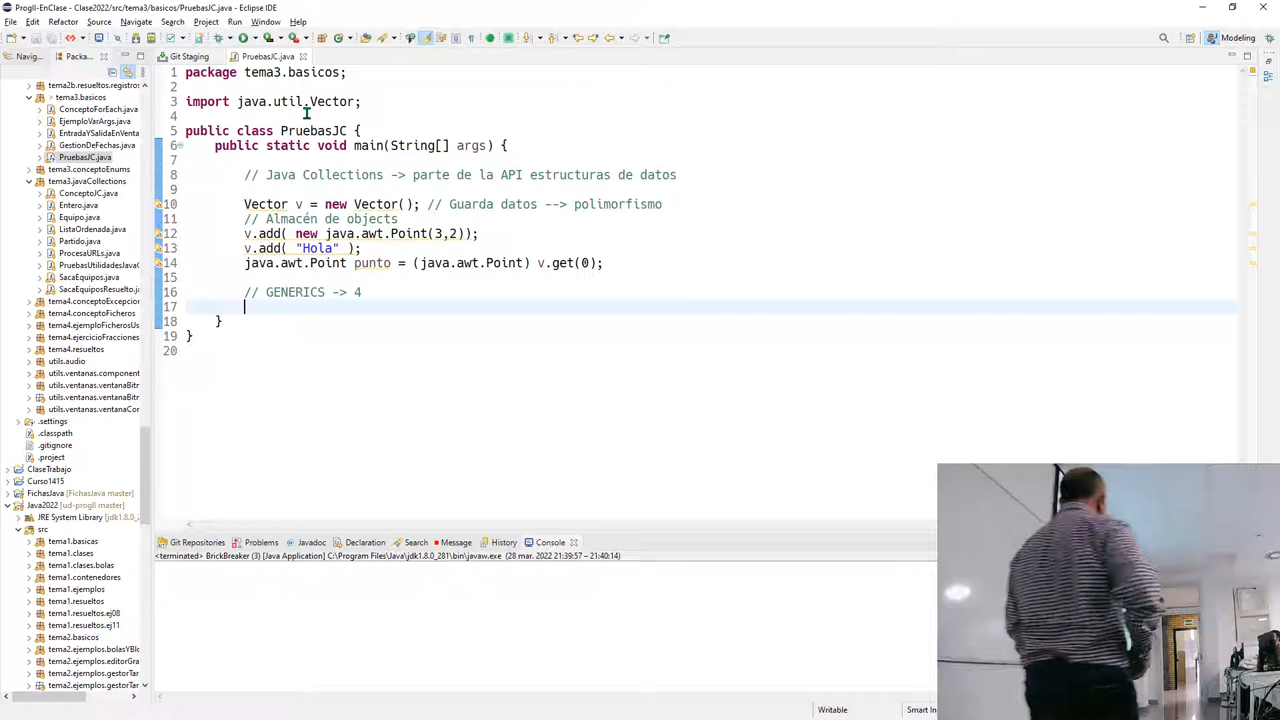 ProgII-EnClase - Clase2022/src/tema3/basicos/PruebasJC.java - Eclipse IDE
File Edit Refactor Source Navigate Search Project Run Window Help
Modeling
Navig...
Packa...
Git Staging
PruebasJC.java
tema2b.resueltos.registros
tema3.basicos
ConceptoForEach.java
EjemploVarArgs.java
EntradaYSalidaEnVenta
GestionDeFechas.java
PruebasJC.java
tema3.conceptoEnums
tema3.javaCollections
ConceptoJC.java
Entero.java
Equipo.java
ListaOrdenada.java
Partido.java
ProcesaURLs.java
PruebasUtilidadesJavaC
SacaEquipos.java
SacaEquiposResuelto.ja
tema4.conceptoExcepcion
tema4.conceptoFicheros
tema4.ejemploFicherosUs
tema4.ejercicioFracciones
tema4.resueltos
utils.audio
utils.ventanas.component
utils.ventanas.ventanaBitr
utils.ventanas.ventanaBitr
utils.ventanas.ventanaCor
.settings
.classpath
.gitignore
.project
ClaseTrabajo
Curso1415
FichasJava [FichasJava master]
Java2022 [ud-progII master]
JRE System Library [jdk1.8.0_
src
tema1.basicas
tema1.clases
tema1.clases.bolas
tema1.contenedores
tema1.ejemplos
tema1.resueltos
tema1.resueltos.ej08
tema1.resueltos.ej11
tema2.basicos
tema2.ejemplos.bolasYBlo
tema2.ejemplos.editorGra
tema2.ejemplos.gestorTar
tema2.ejemplos.gestorTar
1 package tema3.basicos;
2
3 import java.util.Vector;
4
5 public class PruebasJC {
6 public static void main(String[] args) {
7
8 // Java Collections -> parte de la API estructuras de datos
9
10 Vector v = new Vector(); // Guarda datos --> polimorfismo
11 // Almacén de objects
12 v.add( new java.awt.Point(3,2));
13 v.add( "Hola" );
14 java.awt.Point punto = (java.awt.Point) v.get(0);
15
16 // GENERICS -> 4
17
18 }
19 }
20
Git Repositories Problems Javadoc Declaration Search Message History Console
<terminated> BrickBreaker (3) [Java Application] C:\Program Files\Java\jdk1.8.0_281\bin\javaw.exe (28 mar. 2022 21:39:57 – 21:40:14)
Writable
Smart In